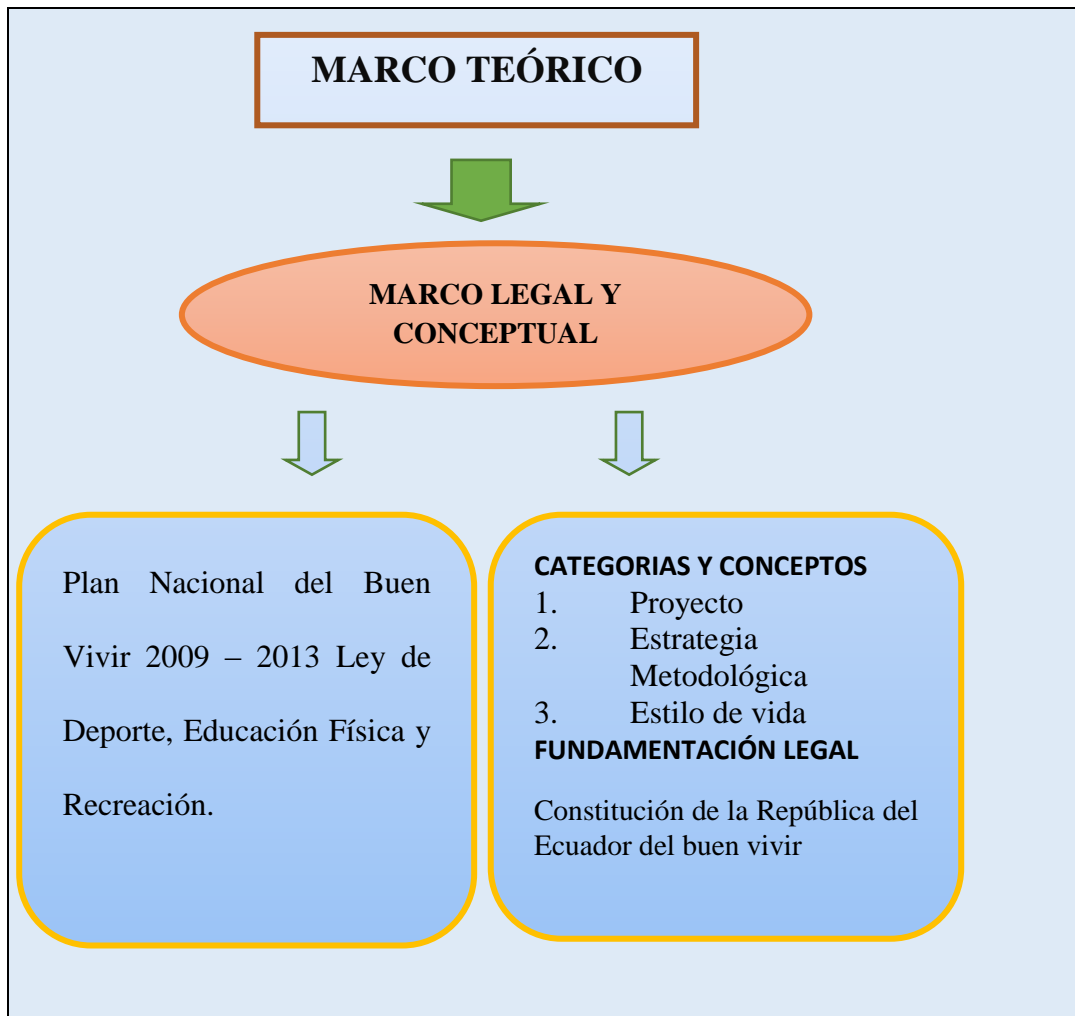 MARCO TEÓRICO
MARCO LEGAL Y
CONCEPTUAL
Plan Nacional del Buen
Vivir 2009 – 2013 Ley de
Deporte, Educación Física y
Recreación.
CATEGORIAS Y CONCEPTOS
1. Proyecto
2. Estrategia
Metodológica
3. Estilo de vida
FUNDAMENTACIÓN LEGAL
Constitución de la República del
Ecuador del buen vivir